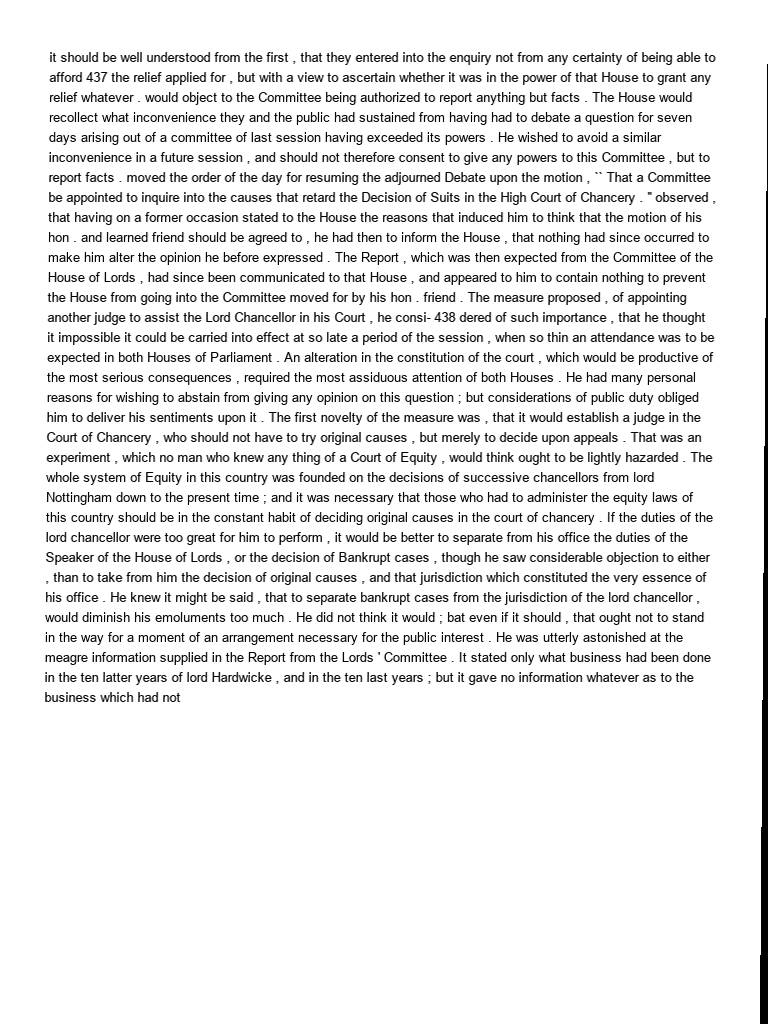 it should be well understood from the first , that they entered into the enquiry not from any certainty of being able to
afford 437 the relief applied for , but with a view to ascertain whether it was in the power of that House to grant any
relief whatever . would object to the Committee being authorized to report anything but facts . The House would
recollect what inconvenience they and the public had sustained from having had to debate a question for seven
days arising out of a committee of last session having exceeded its powers . He wished to avoid a similar
inconvenience in a future session , and should not therefore consent to give any powers to this Committee , but to
report facts . moved the order of the day for resuming the adjourned Debate upon the motion , `` That a Committee
be appointed to inquire into the causes that retard the Decision of Suits in the High Court of Chancery . '' observed ,
that having on a former occasion stated to the House the reasons that induced him to think that the motion of his
hon . and learned friend should be agreed to , he had then to inform the House , that nothing had since occurred to
make him alter the opinion he before expressed . The Report , which was then expected from the Committee of the
House of Lords , had since been communicated to that House , and appeared to him to contain nothing to prevent
the House from going into the Committee moved for by his hon . friend . The measure proposed , of appointing
another judge to assist the Lord Chancellor in his Court , he consi- 438 dered of such importance , that he thought
it impossible it could be carried into effect at so late a period of the session , when so thin an attendance was to be
expected in both Houses of Parliament . An alteration in the constitution of the court , which would be productive of
the most serious consequences , required the most assiduous attention of both Houses . He had many personal
reasons for wishing to abstain from giving any opinion on this question ; but considerations of public duty obliged
him to deliver his sentiments upon it . The first novelty of the measure was , that it would establish a judge in the
Court of Chancery , who should not have to try original causes , but merely to decide upon appeals . That was an
experiment , which no man who knew any thing of a Court of Equity , would think ought to be lightly hazarded . The
whole system of Equity in this country was founded on the decisions of successive chancellors from lord
Nottingham down to the present time ; and it was necessary that those who had to administer the equity laws of
this country should be in the constant habit of deciding original causes in the court of chancery . If the duties of the
lord chancellor were too great for him to perform , it would be better to separate from his office the duties of the
Speaker of the House of Lords , or the decision of Bankrupt cases , though he saw considerable objection to either
, than to take from him the decision of original causes , and that jurisdiction which constituted the very essence of
his office . He knew it might be said , that to separate bankrupt cases from the jurisdiction of the lord chancellor ,
would diminish his emoluments too much . He did not think it would ; bat even if it should , that ought not to stand
in the way for a moment of an arrangement necessary for the public interest . He was utterly astonished at the
meagre information supplied in the Report from the Lords ' Committee . It stated only what business had been done
in the ten latter years of lord Hardwicke , and in the ten last years ; but it gave no information whatever as to the
business which had not